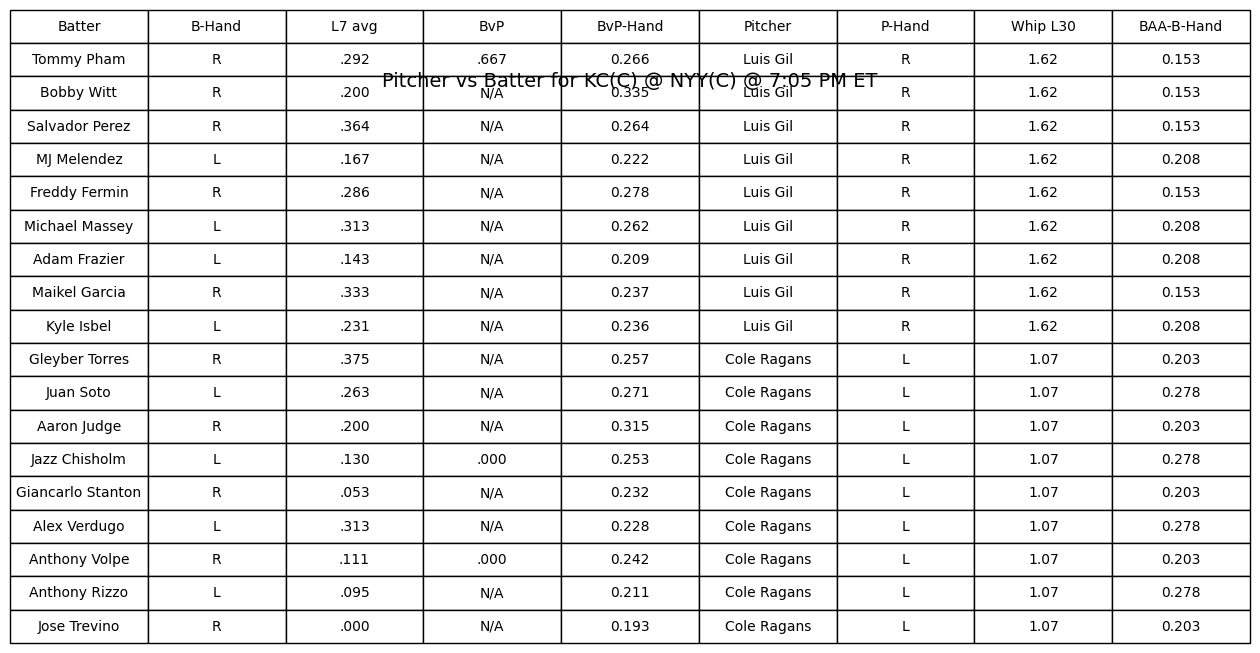 Batter B-Hand L7 avg BvP BvP-Hand Pitcher P-Hand Whip L30 BAA-B-Hand
Tommy Pham R .292 .667 0.266 Luis Gil R 1.62 0.153
Pitcher vs Batter for KC(C) @ NYY(C) @ 7:05 PM ET
Bobby Witt R .200 N/A 0.335 Luis Gil R 1.62 0.153
Salvador Perez R .364 N/A 0.264 Luis Gil R 1.62 0.153
MJ Melendez L .167 N/A 0.222 Luis Gil R 1.62 0.208
Freddy Fermin R .286 N/A 0.278 Luis Gil R 1.62 0.153
Michael Massey L .313 N/A 0.262 Luis Gil R 1.62 0.208
Adam Frazier L .143 N/A 0.209 Luis Gil R 1.62 0.208
Maikel Garcia R .333 N/A 0.237 Luis Gil R 1.62 0.153
Kyle Isbel L .231 N/A 0.236 Luis Gil R 1.62 0.208
Gleyber Torres R .375 N/A 0.257 Cole Ragans L 1.07 0.203
Juan Soto L .263 N/A 0.271 Cole Ragans L 1.07 0.278
Aaron Judge R .200 N/A 0.315 Cole Ragans L 1.07 0.203
Jazz Chisholm L .130 .000 0.253 Cole Ragans L 1.07 0.278
Giancarlo Stanton R .053 N/A 0.232 Cole Ragans L 1.07 0.203
Alex Verdugo L .313 N/A 0.228 Cole Ragans L 1.07 0.278
Anthony Volpe R .111 .000 0.242 Cole Ragans L 1.07 0.203
Anthony Rizzo L .095 N/A 0.211 Cole Ragans L 1.07 0.278
Jose Trevino R .000 N/A 0.193 Cole Ragans L 1.07 0.203